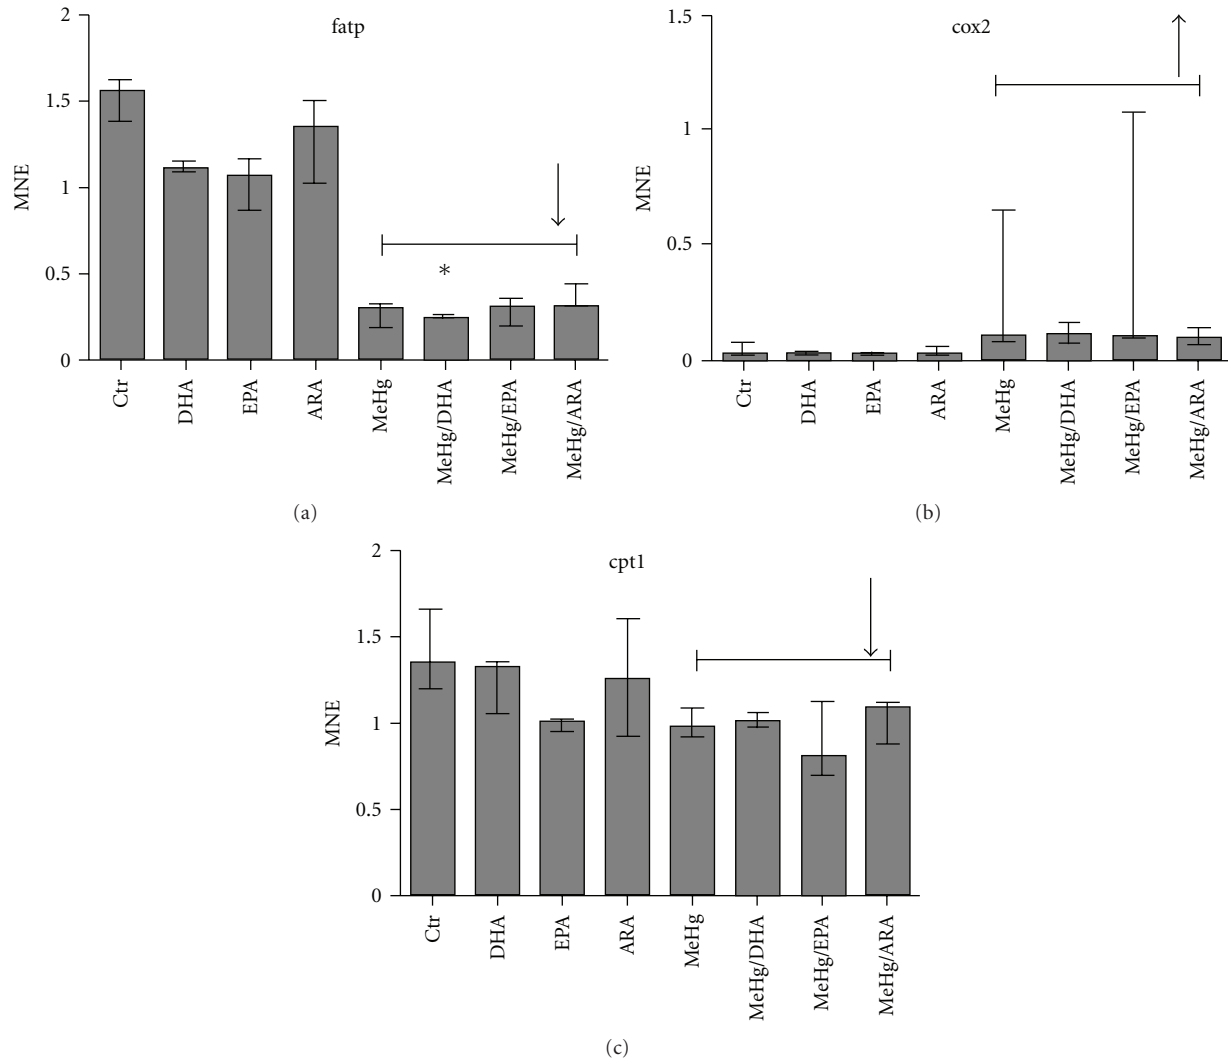 fatp
MNE
2
1.5
1
0.5
0
Ctr
DHA
EPA
ARA
MeHg
MeHg/DHA
MeHg/EPA
MeHg/ARA
*
(a)
cox2
MNE
1.5
1
0.5
0
Ctr
DHA
EPA
ARA
MeHg
MeHg/DHA
MeHg/EPA
MeHg/ARA
(b)
cpt1
MNE
2
1.5
1
0.5
0
Ctr
DHA
EPA
ARA
MeHg
MeHg/DHA
MeHg/EPA
MeHg/ARA
(c)